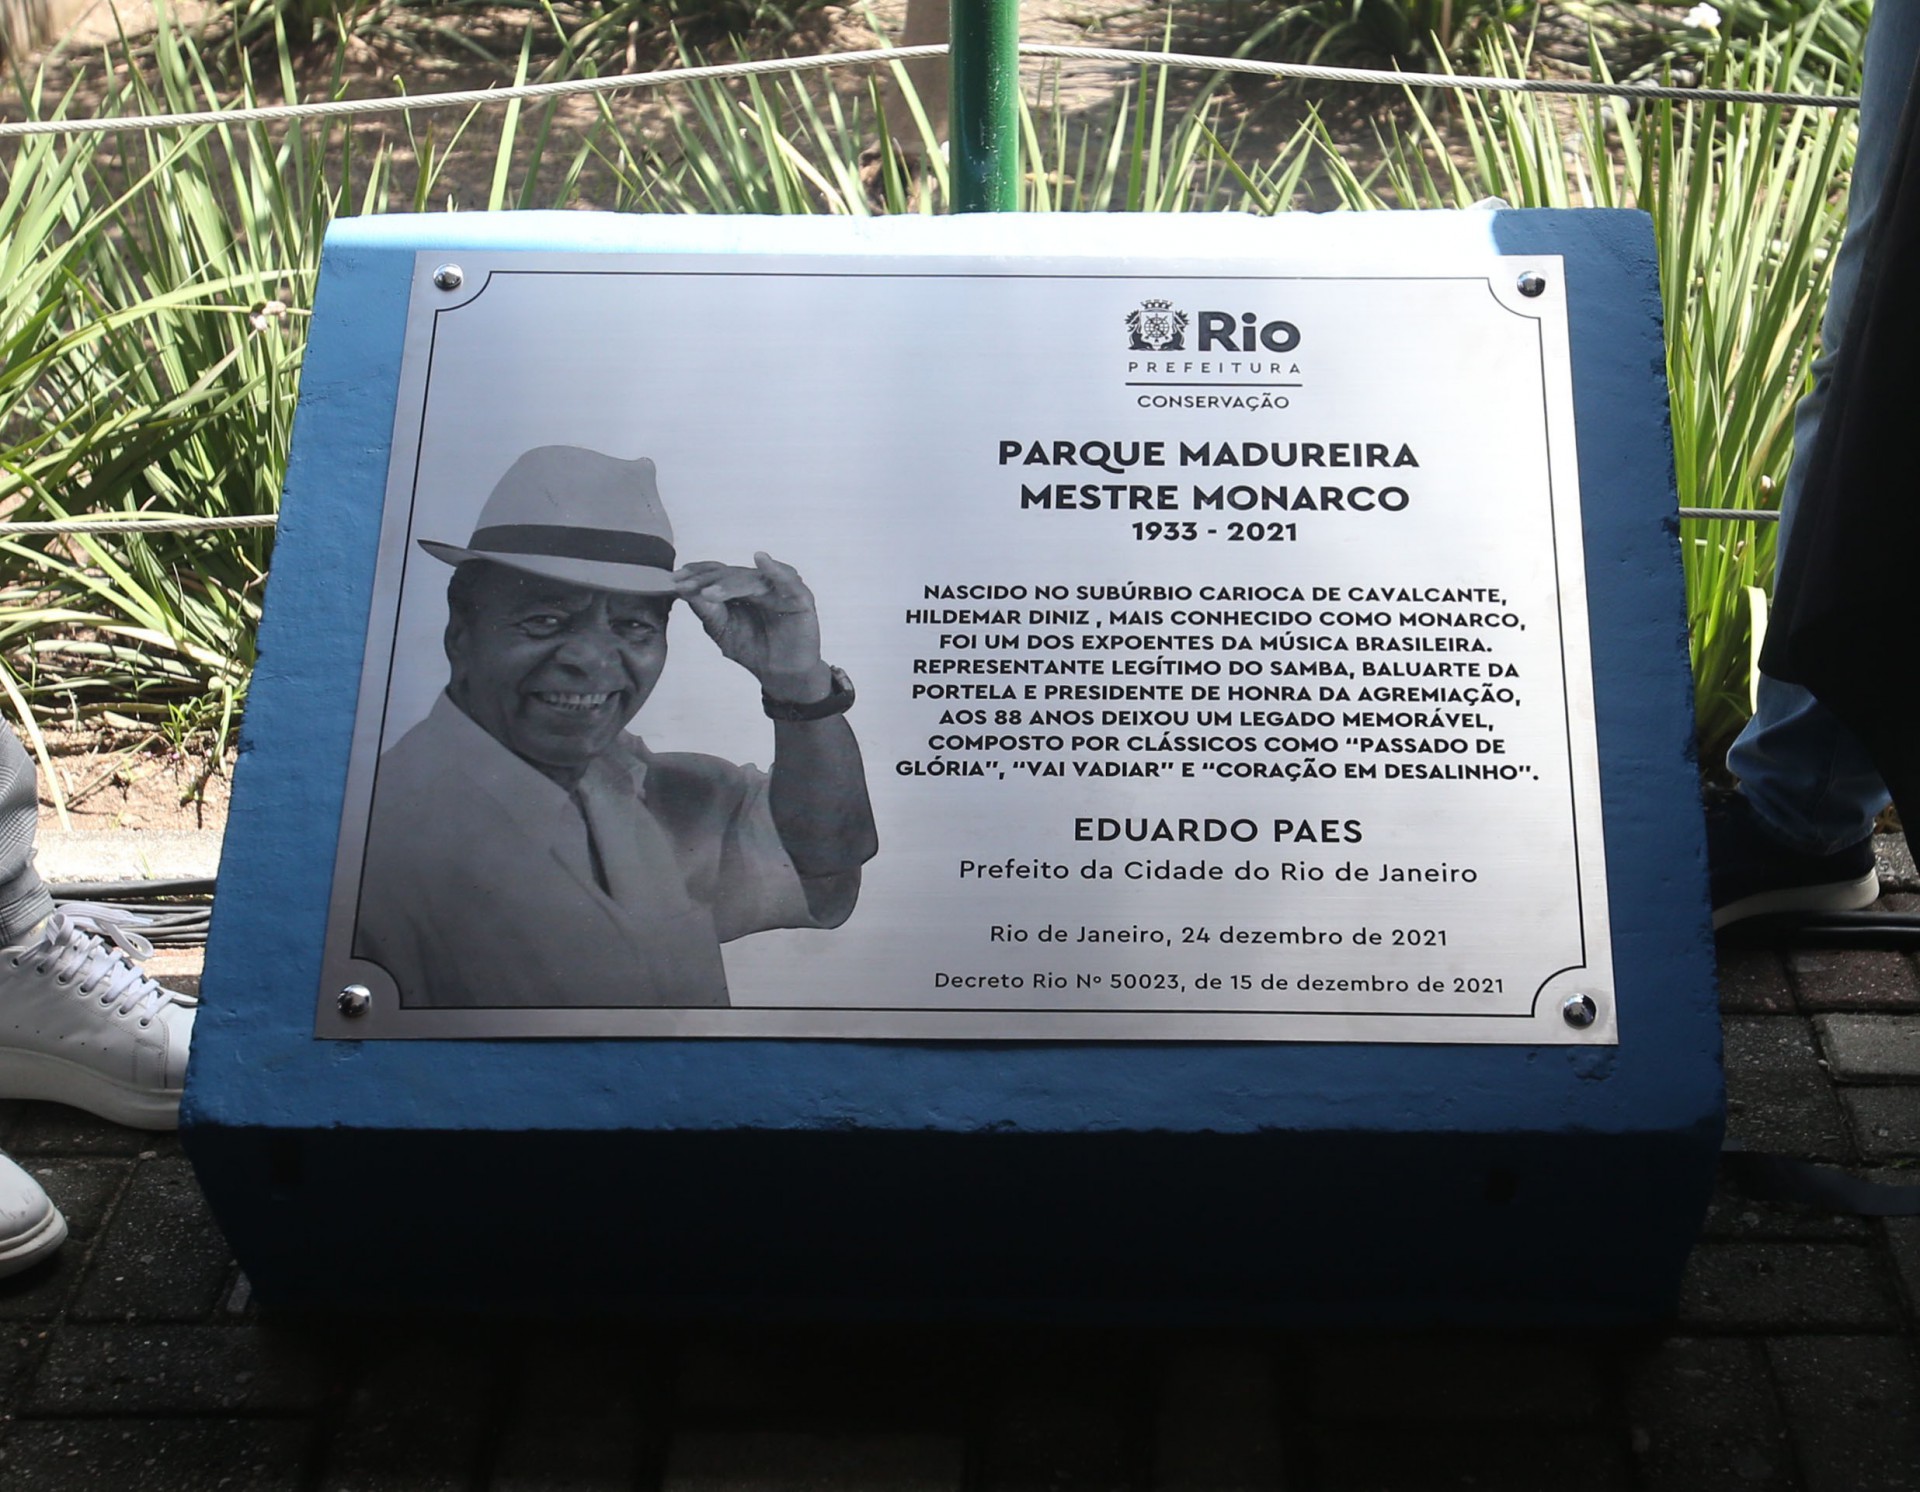 Rio
PREFEITURA
CONSERVAÇÃO
PARQUE MADUREIRA
MESTRE MONARCO
1933 - 2021
NASCIDO NO SUBÚRBIO CARIOCA DE CAVALCANTE,
HILDEMAR DINIZ , MAIS CONHECIDO COMO MONARCO,
FOI UM DOS EXPOENTES DA MÚSICA BRASILEIRA.
REPRESENTANTE LEGÍTIMO DO SAMBA, BALUARTE DA
PORTELA E PRESIDENTE DE HONRA DA AGREMIAÇÃO,
AOS 88 ANOS DEIXOU UM LEGADO MEMORÁVEL,
COMPOSTO POR CLÁSSICOS COMO “PASSADO DE
GLÓRIA”, “VAI VADIAR” E “CORAÇÃO EM DESALINHO”.
EDUARDO PAES
Prefeito da Cidade do Rio de Janeiro
Rio de Janeiro, 24 dezembro de 2021
Decreto Rio Nº 50023, de 15 de dezembro de 2021